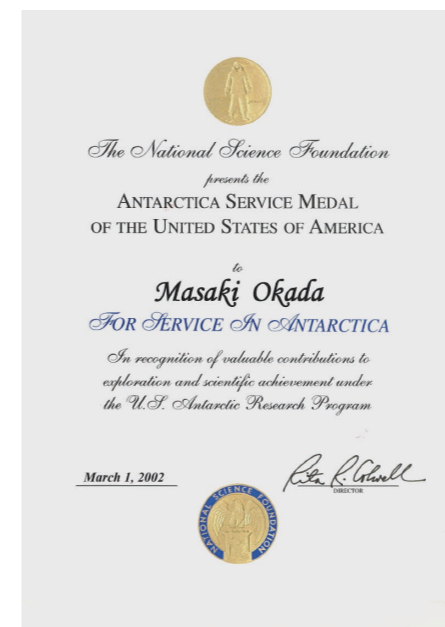 The National Science Foundation
presents the
ANTARCTICA SERVICE MEDAL
OF THE UNITED STATES OF AMERICA
to
Masaki Okada
FOR SERVICE IN ANTARCTICA
In recognition of valuable contributions to
exploration and scientific achievement under
the U.S. Antarctic Research Program
March 1, 2002
Rita R. Colwell
DIRECTOR
NATIONAL SCIENCE FOUNDATION